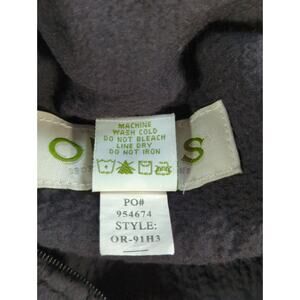 MACHINE
WASH COLD
DO NOT BLEACH
LINE DRY
DO NOT IRON
O S
PO#
954674
STYLE:
OR-91H3